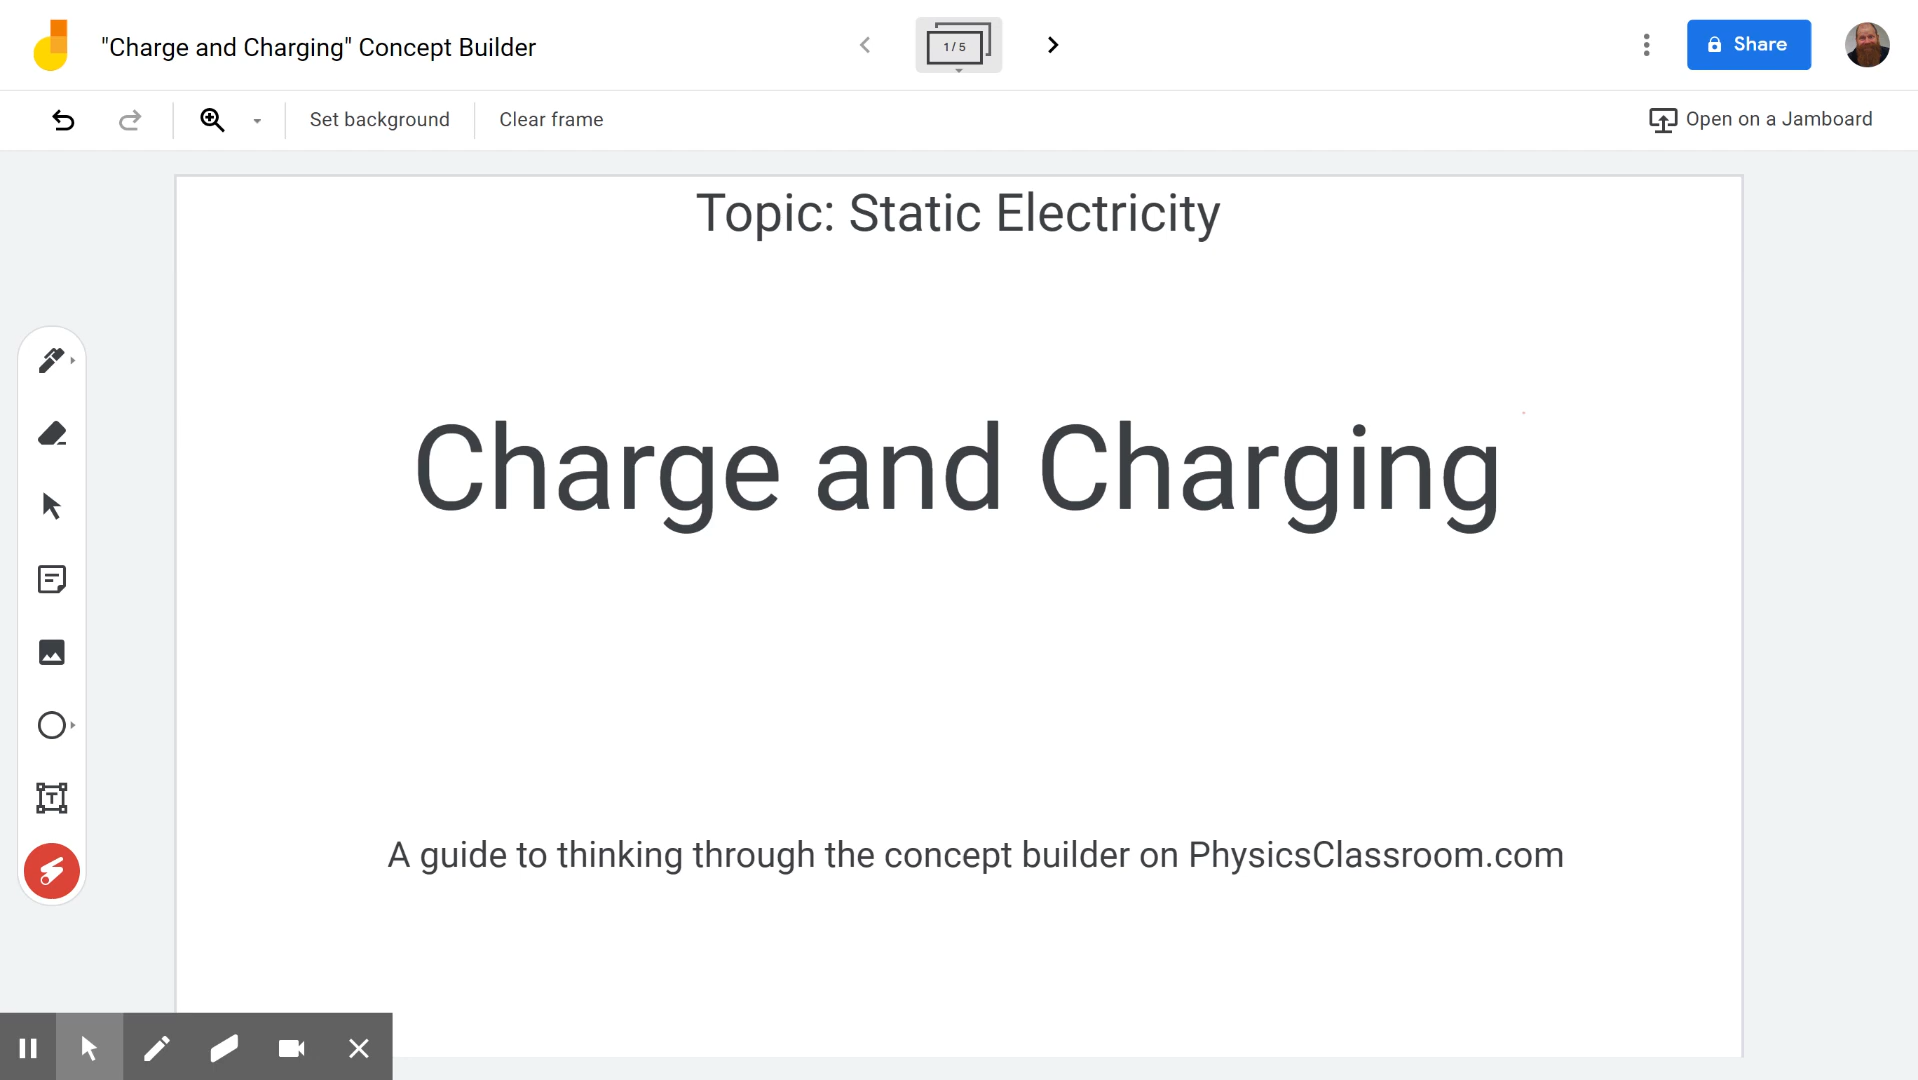 "Charge and Charging" Concept Builder
1 / 5
Share
Set background
Clear frame
Open on a Jamboard
Topic: Static Electricity
Charge and Charging
T
A guide to thinking through the concept builder on PhysicsClassroom.com